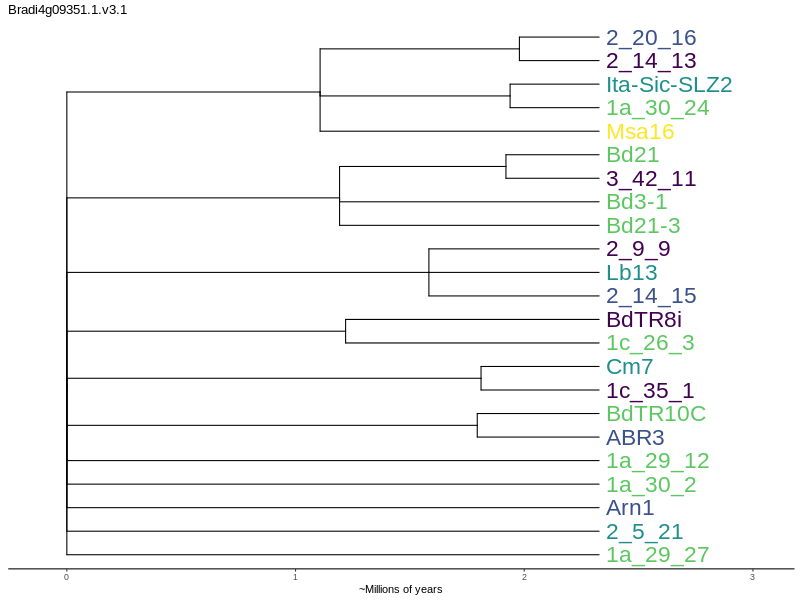 Bradi4g09351.1.v3.1
2_20_16
2_14_13
Ita-Sic-SLZ2
1a_30_24
Msa16
Bd21
3_42_11
Bd3-1
Bd21-3
2_9_9
Lb13
2_14_15
BdTR8i
1c_26_3
Cm7
1c_35_1
BdTR10C
ABR3
1a_29_12
1a_30_2
Arn1
2_5_21
1a_29_27
0 1 2 3
~Millions of years